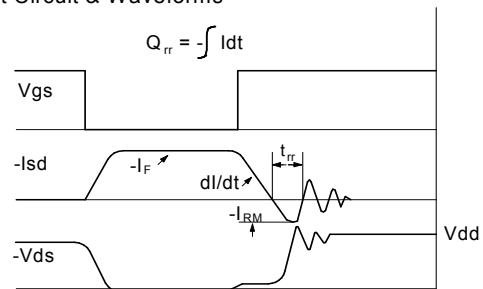 t Circuit & Waveforms
Q rr = - ∫ Idt
Vgs
-Isd
-I F
dI/dt
t rr
-I RM
Vdd
-Vds